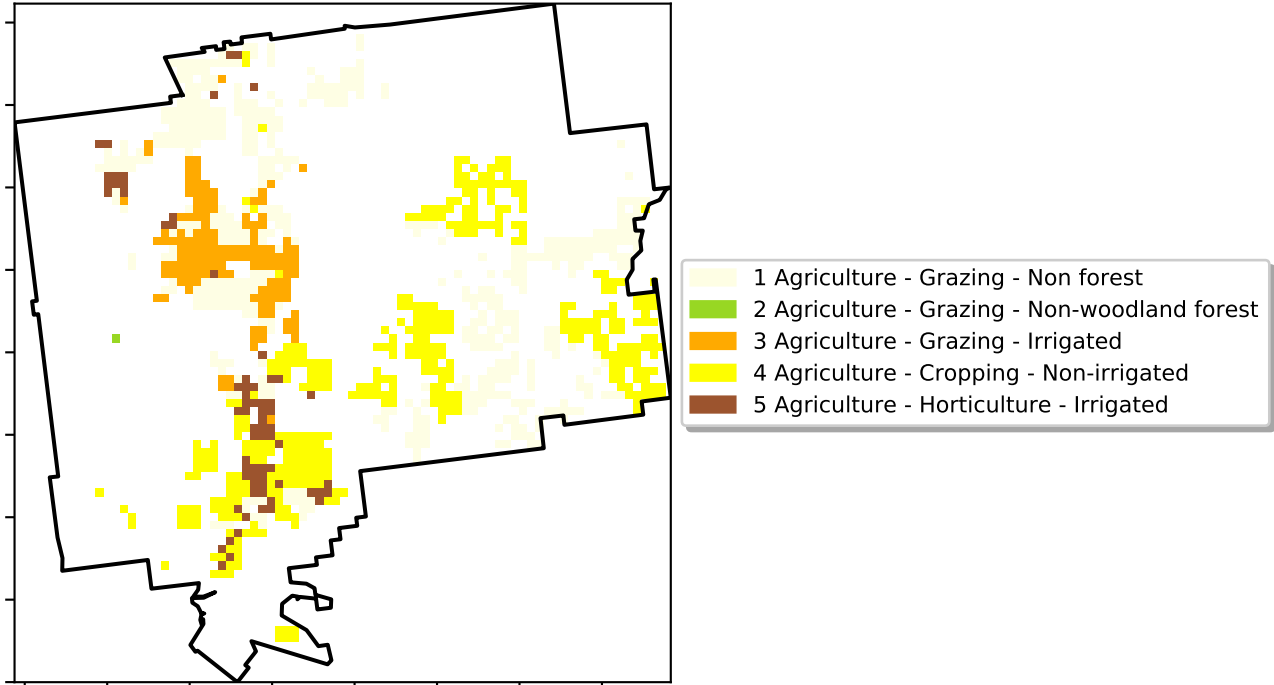 1 Agriculture - Grazing - Non forest
2 Agriculture - Grazing - Non-woodland forest
3 Agriculture - Grazing - Irrigated
4 Agriculture - Cropping - Non-irrigated
5 Agriculture - Horticulture - Irrigated